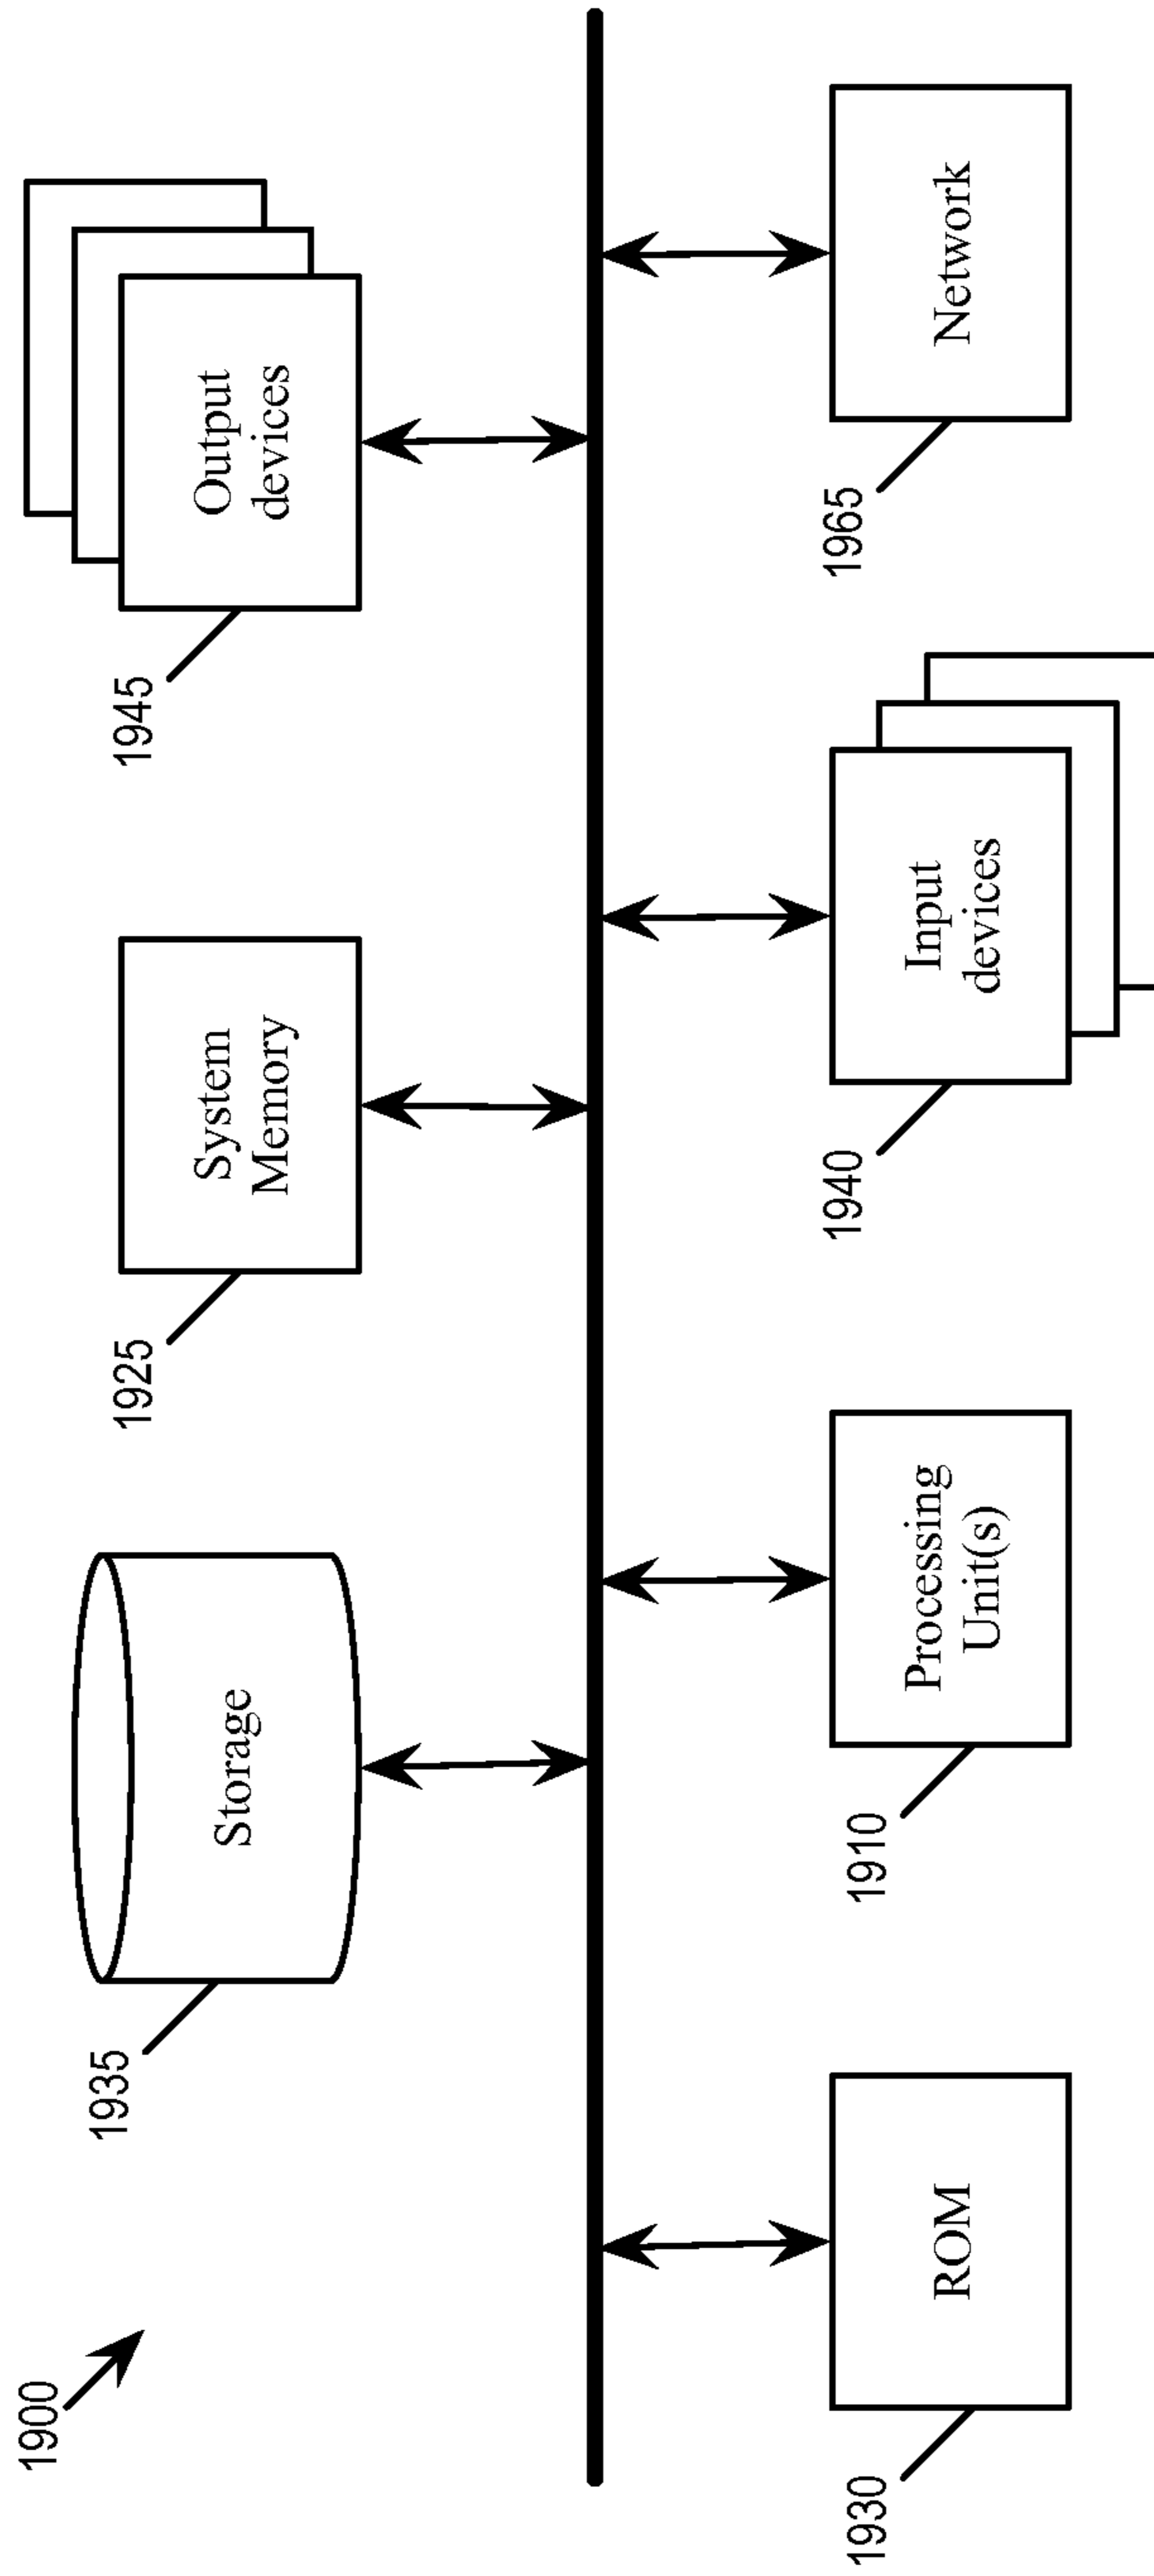 1900
1935
Storage
1925
System
Memory
1945
Output
devices
1930
ROM
1910
Processing
Unit(s)
1940
Input
devices
1965
Network